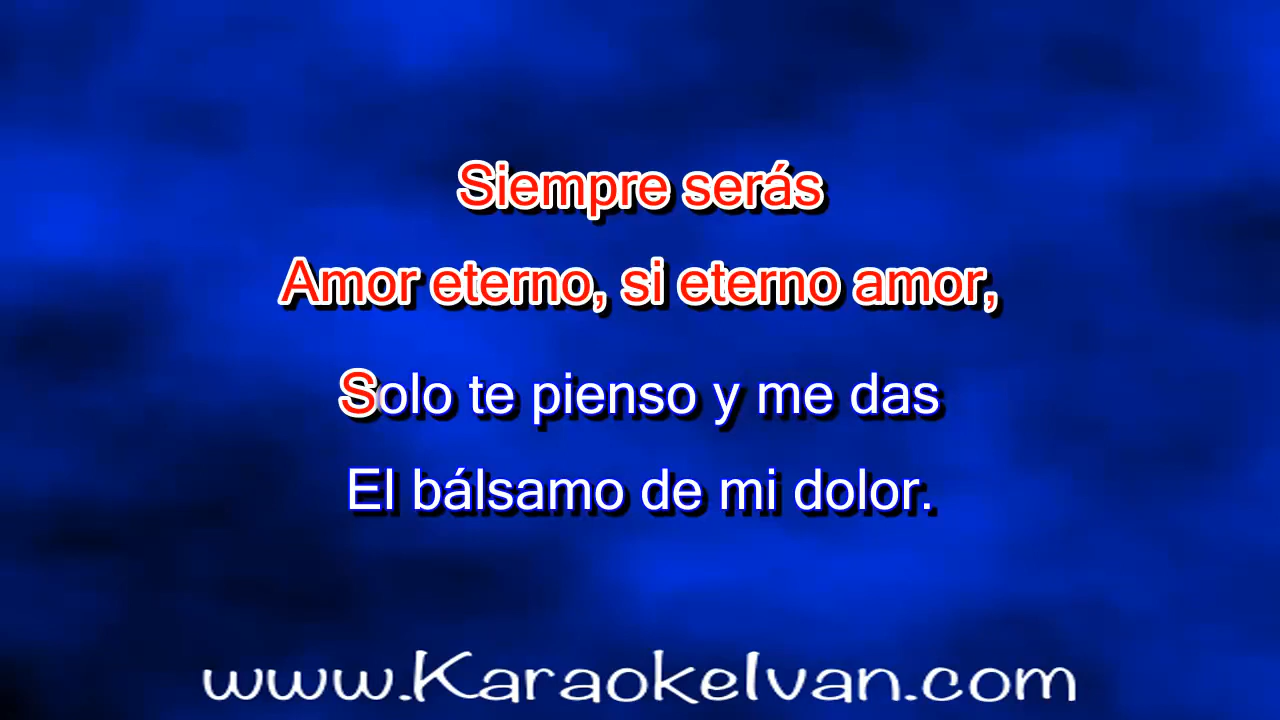 Siempre serás
Amor eterno, si eterno amor,
Solo te pienso y me das
El bálsamo de mi dolor.
www.KaraokeIvan.com